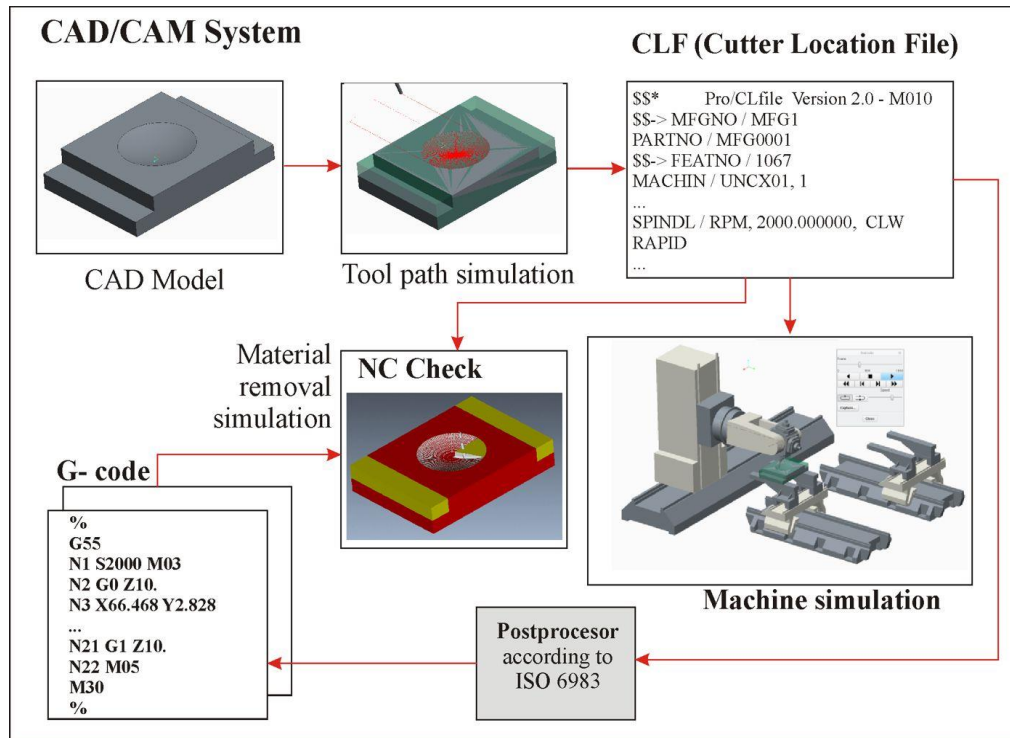 CAD/CAM System
CLF (Cutter Location File)
$$* Pro/CLfile Version 2.0 - M010
$$-> MFGNO / MFG1
PARTNO / MFG0001
$$-> FEATNO / 1067
MACHIN / UNCX01, 1
...
SPINDL / RPM, 2000.000000, CLW
RAPID
...
CAD Model
Tool path simulation
Material
removal
simulation
NC Check
Machine simulation
G- code
%
G55
N1 S2000 M03
N2 G0 Z10.
N3 X66.468 Y2.828
...
N21 G1 Z10.
N22 M05
M30
%
Postprocesor
according to
ISO 6983